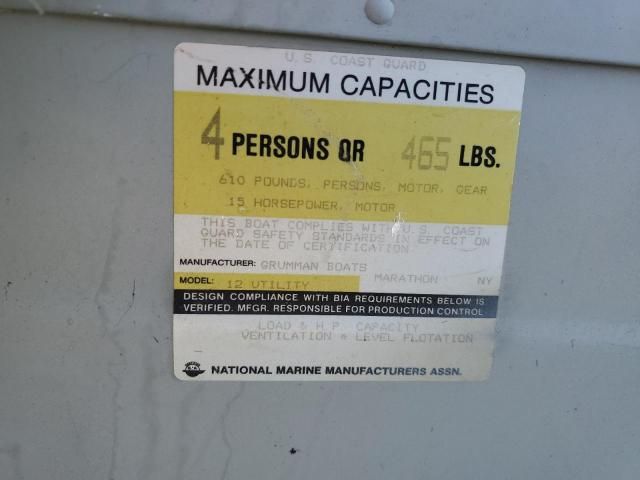 U.S. COAST GUARD
MAXIMUM CAPACITIES
4 PERSONS OR 465 LBS.
610 POUNDS, PERSONS, MOTOR, GEAR
15 HORSEPOWER, MOTOR
THIS BOAT COMPLIES WITH U.S. COAST
GUARD SAFETY STANDARDS IN EFFECT ON
THE DATE OF CERTIFICATION
MANUFACTURER: GRUMMAN BOATS
MODEL: 12 UTILITY MARATHON NY
DESIGN COMPLIANCE WITH BIA REQUIREMENTS BELOW IS
VERIFIED. MFGR. RESPONSIBLE FOR PRODUCTION CONTROL
LOAD & H.P. CAPACITY
VENTILATION * LEVEL FLOTATION
NATIONAL MARINE MANUFACTURERS ASSN.